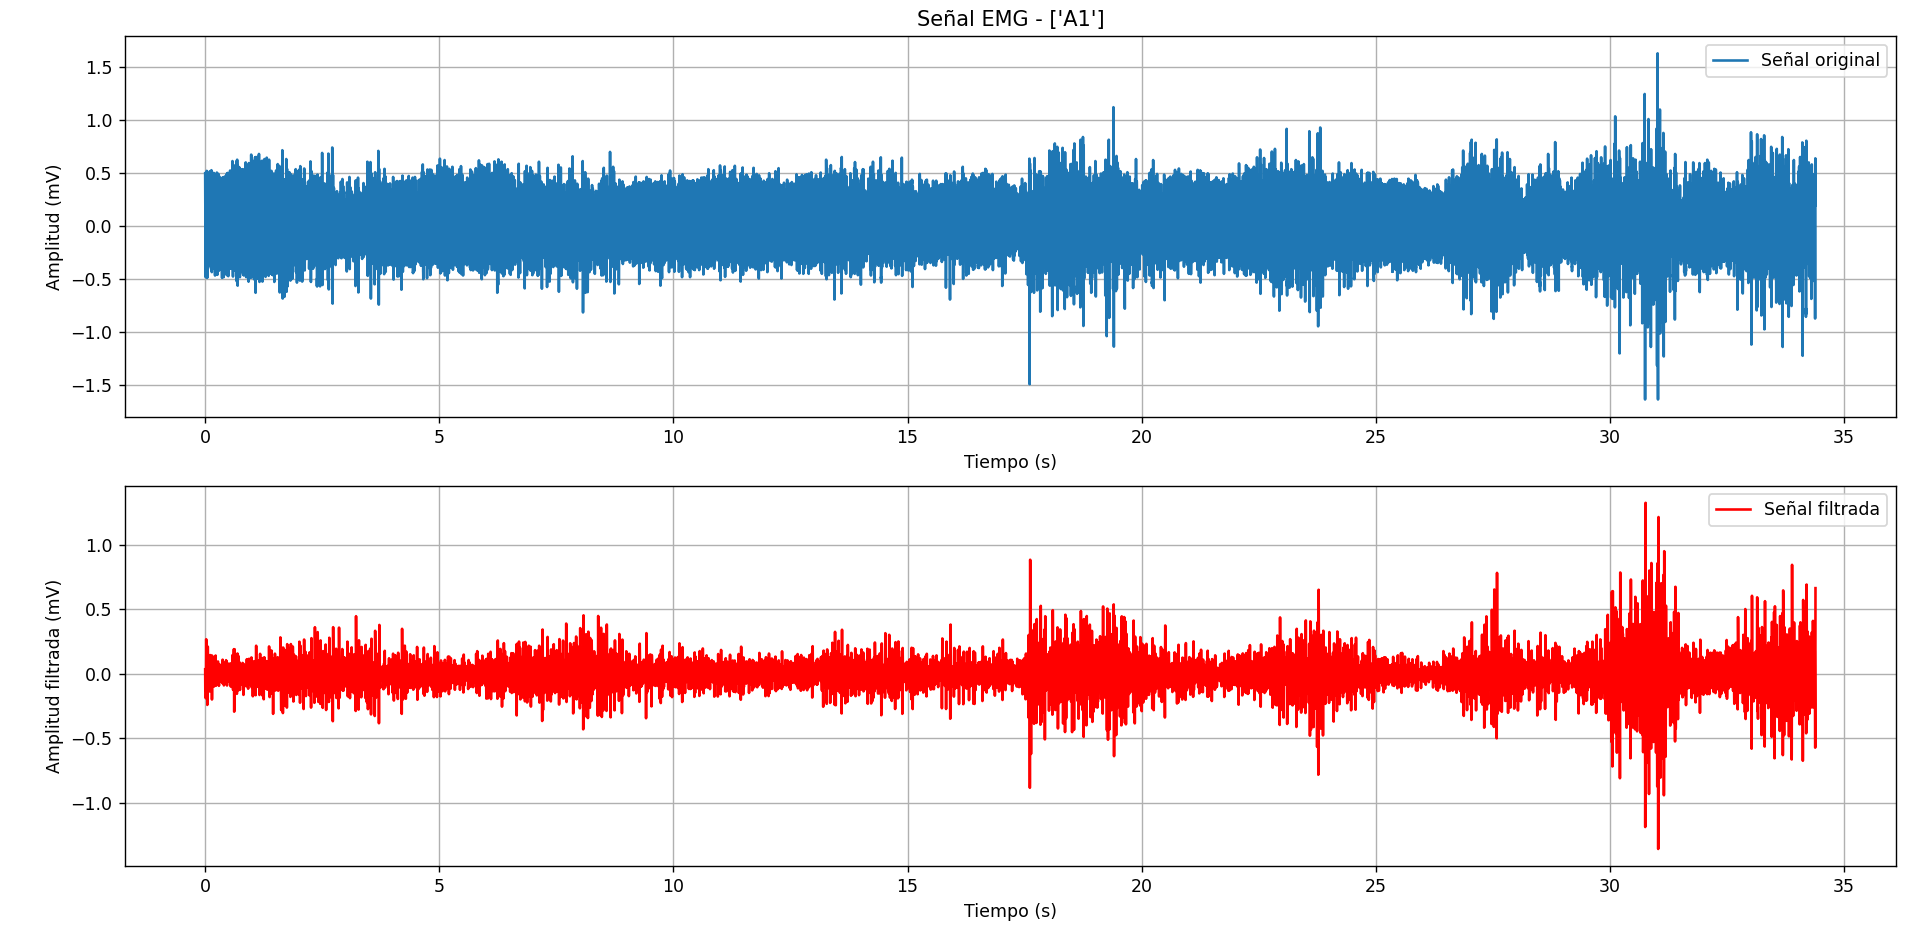 Señal EMG - ['A1']
Señal original
1.5
1.0
0.5
0.0
−0.5
−1.0
−1.5
Amplitud (mV)
0 5 10 15 20 25 30 35
Tiempo (s)
Señal filtrada
1.0
0.5
0.0
−0.5
−1.0
Amplitud filtrada (mV)
0 5 10 15 20 25 30 35
Tiempo (s)